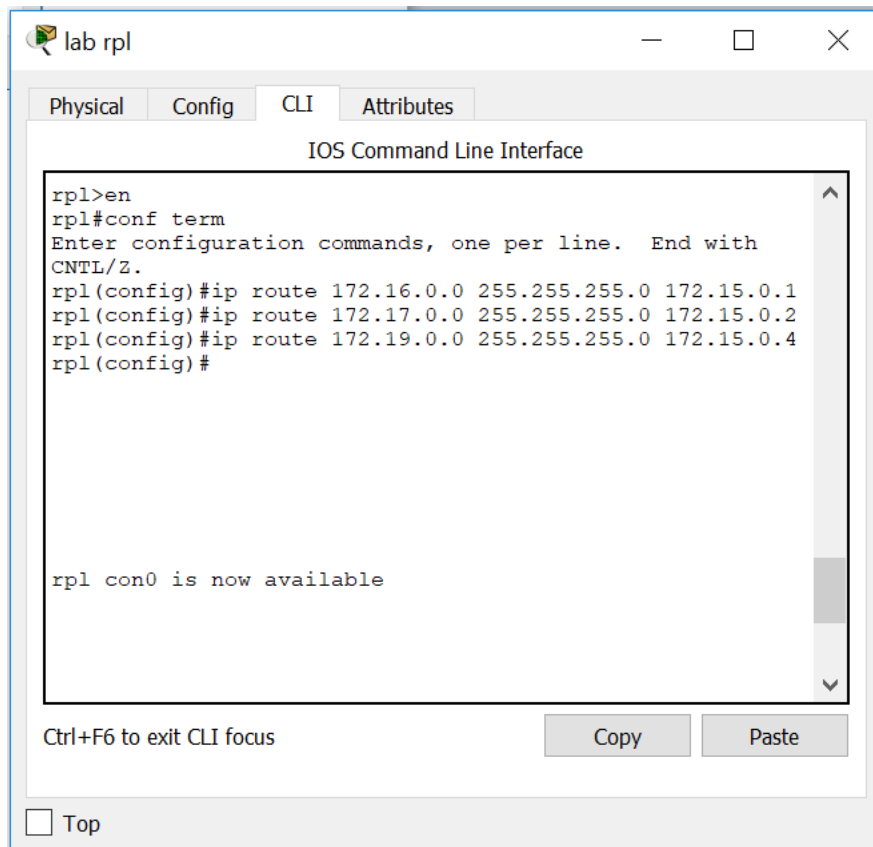 lab rpl
Physical Config CLI Attributes
IOS Command Line Interface
rpl>en
rpl#conf term
Enter configuration commands, one per line.  End with
CNTL/Z.
rpl(config)#ip route 172.16.0.0 255.255.255.0 172.15.0.1
rpl(config)#ip route 172.17.0.0 255.255.255.0 172.15.0.2
rpl(config)#ip route 172.19.0.0 255.255.255.0 172.15.0.4
rpl(config)#
rpl con0 is now available
Ctrl+F6 to exit CLI focus Copy Paste
Top